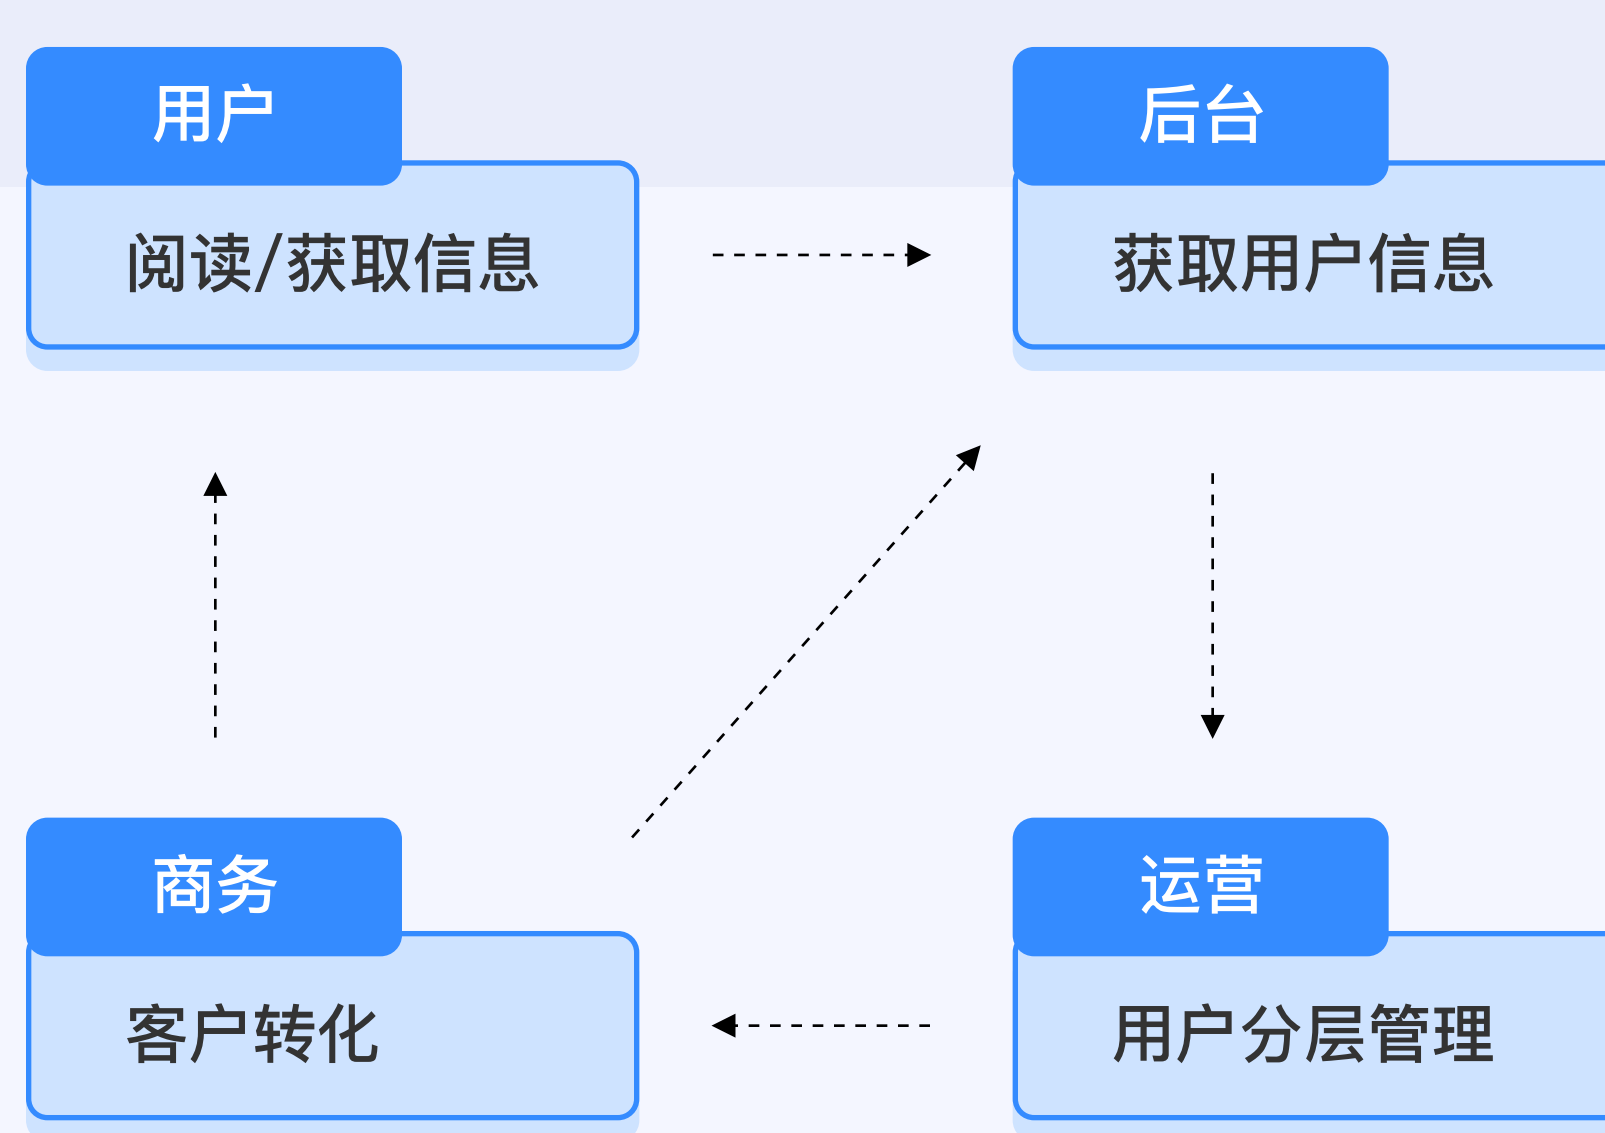 用户
后台
阅读/获取信息
获取用户信息
商务
运营
客户转化
用户分层管理